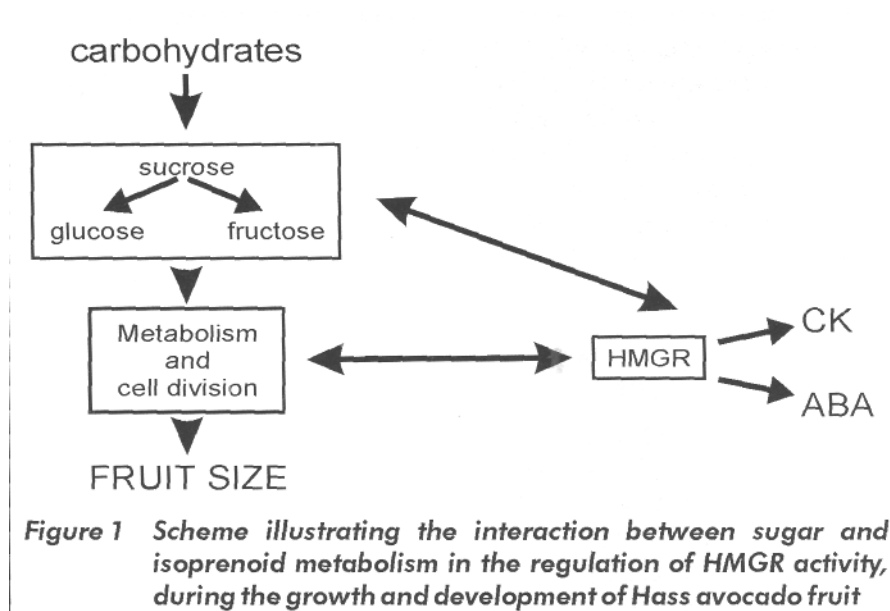 carbohydrates
sucrose
glucose fructose
Metabolism
and
cell division
HMGR
CK
ABA
FRUIT SIZE
Figure 1 Scheme illustrating the interaction between sugar and
isoprenoid metabolism in the regulation of HMGR activity,
during the growth and development of Hass avocado fruit